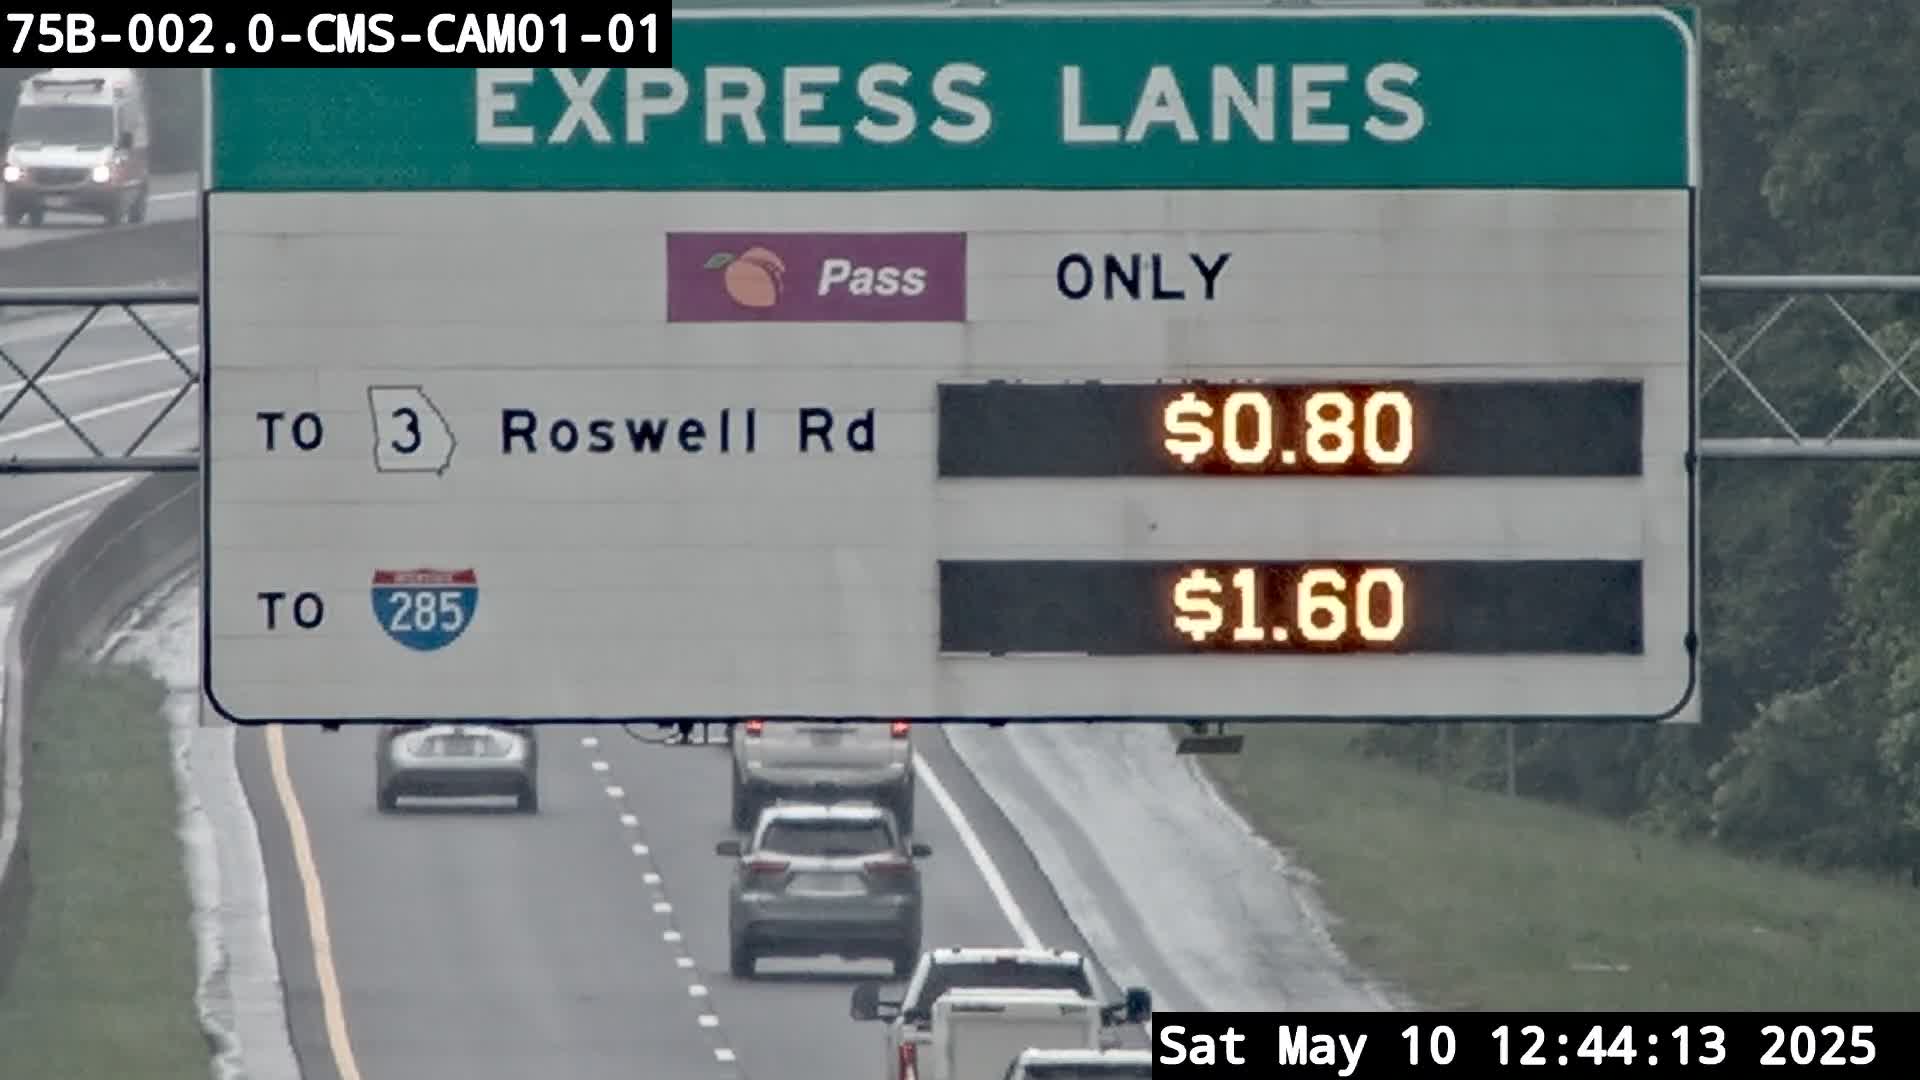 75B-002.0-CMS-CAM01-01
EXPRESS LANES
Pass ONLY
TO 3 Roswell Rd $0.80
TO 285 $1.60
Sat May 10 12:44:13 2025